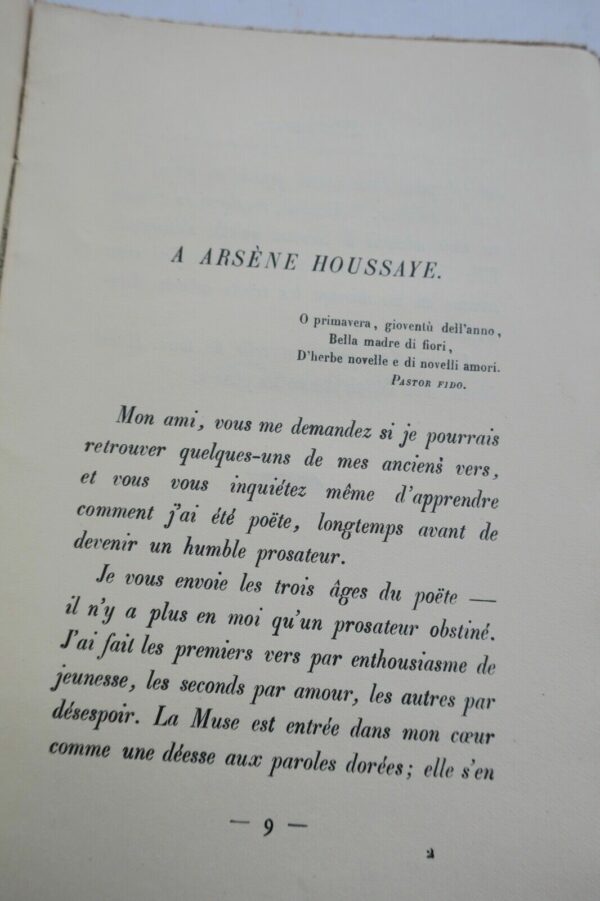 A ARSÈNE HOUSSAYE.
O primavera, gioventù dell'anno,
Bella madre di fiori,
D'herbe novelle e di novelli amori.
PASTOR FIDO.
Mon ami, vous me demandez si je pourrais
retrouver quelques-uns de mes anciens vers,
et vous vous inquiétez même d'apprendre
comment j'ai été poëte, longtemps avant de
devenir un humble prosateur.
Je vous envoie les trois âges du poëte —
il n'y a plus en moi qu'un prosateur obstiné.
J'ai fait les premiers vers par enthousiasme de
jeunesse, les seconds par amour, les autres par
désespoir. La Muse est entrée dans mon cœur
comme une déesse aux paroles dorées; elle s'en
— 9 —
2